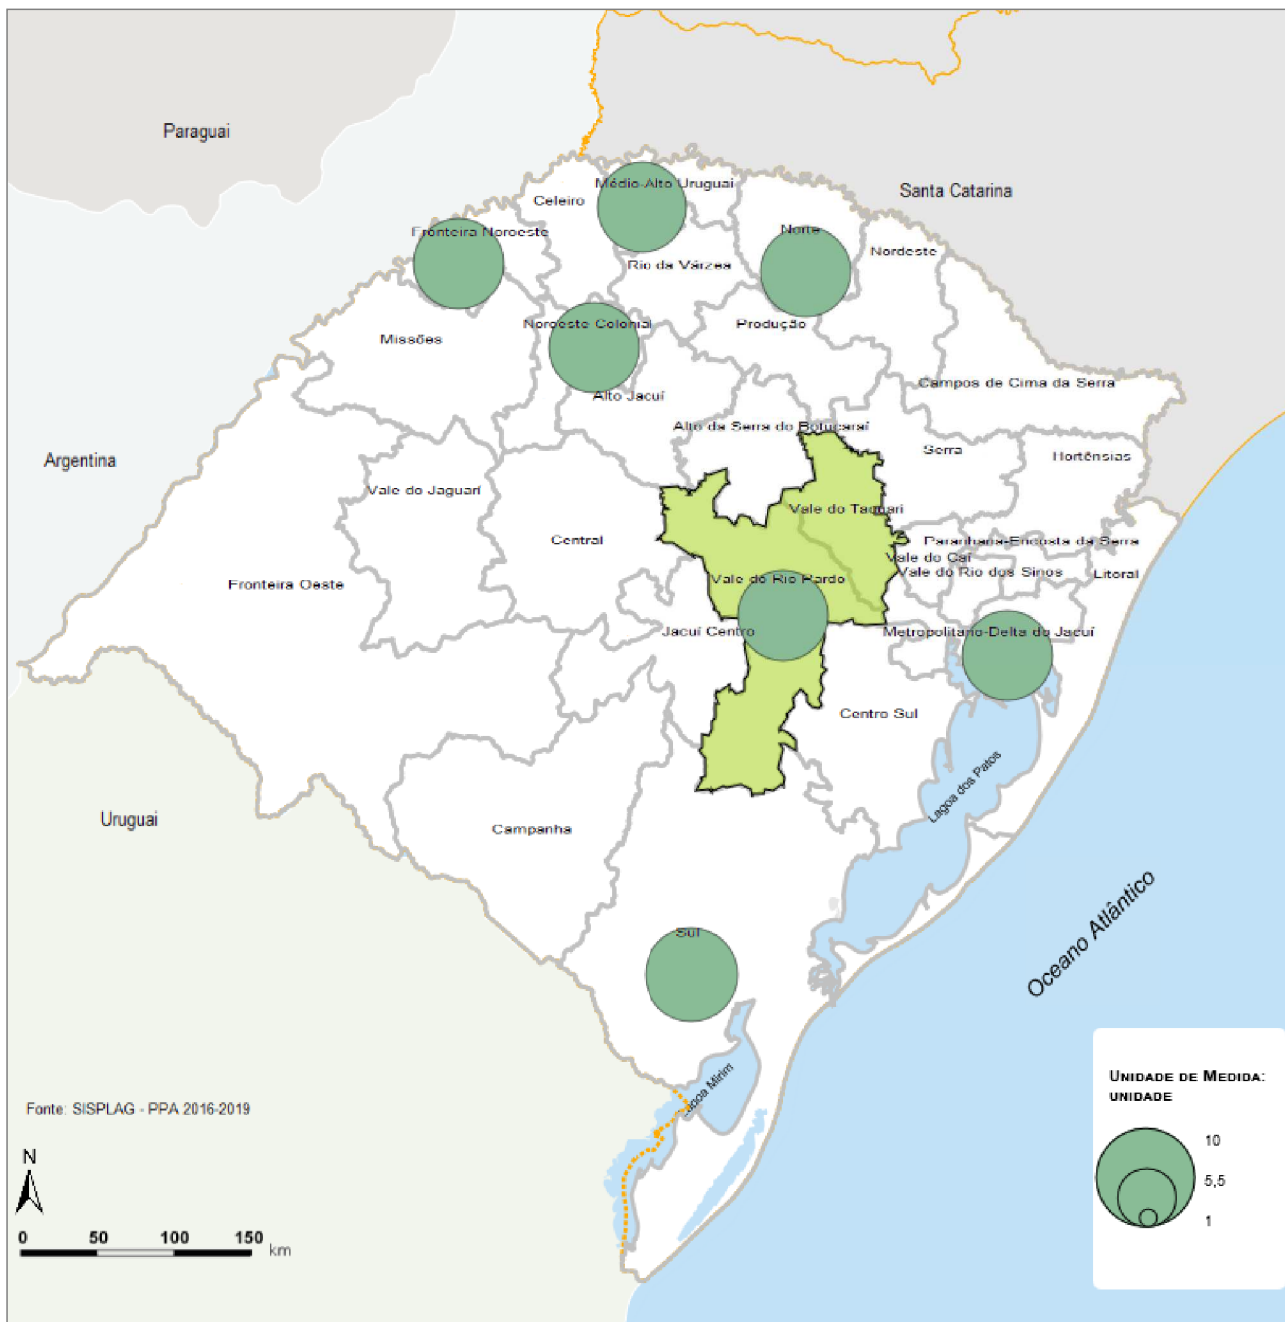 Paraguai
Santa Catarina
Médio-Alto Uruguai
Celeiro
Fronteira Noroeste
Norte
Nordeste
Rio da Várzea
Noroeste Colonial
Produção
Missões
Campos de Cima da Serra
Alto Jacuí
Alto da Serra do Botucaraí
Serra
Hortênsias
Argentina
Vale do Jaguarí
Vale do Taquari
Central
Paranhana-Encosta da Serra
Vale do Caí
Vale do Rio dos Sinos
Litoral
Fronteira Oeste
Vale do Rio Pardo
Jacuí Centro
Metropolitano-Delta do Jacuí
Centro Sul
Lagoa dos Patos
Uruguai
Campanha
Oceano Atlântico
Sul
Lagoa Mirim
Fonte: SISPLAG - PPA 2016-2019
N
0 50 100 150
km
UNIDADE DE MEDIDA:
UNIDADE
10
5,5
1